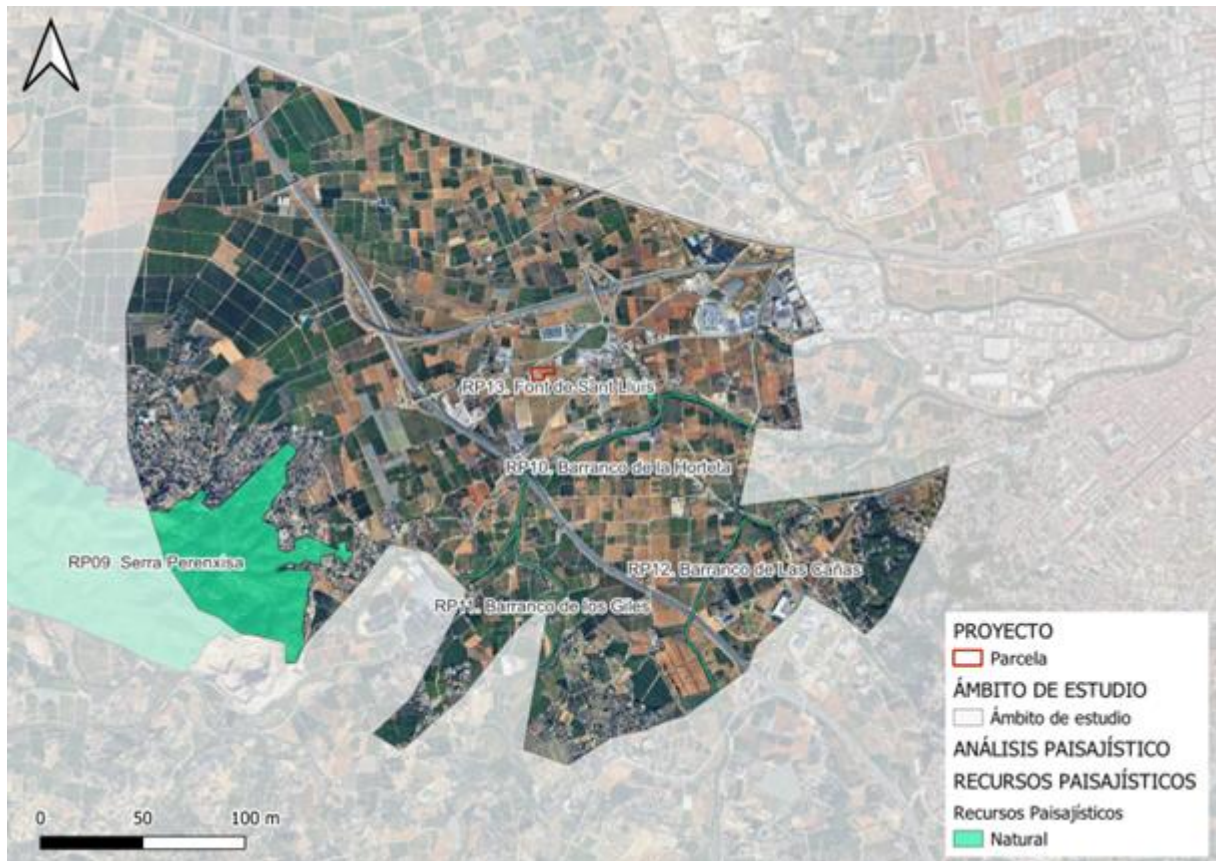 RP13. Font de Sant Lluís
RP10. Barranco de la Horteta
RP09 Serra Perenxisa
RP12. Barranco de Las Cañas
RP11. Barranco de los Giles
PROYECTO
Parcela
ÁMBITO DE ESTUDIO
Ámbito de estudio
ANÁLISIS PAISAJÍSTICO
RECURSOS PAISAJÍSTICOS
Recursos Paisajísticos
Natural
0 50 100 m